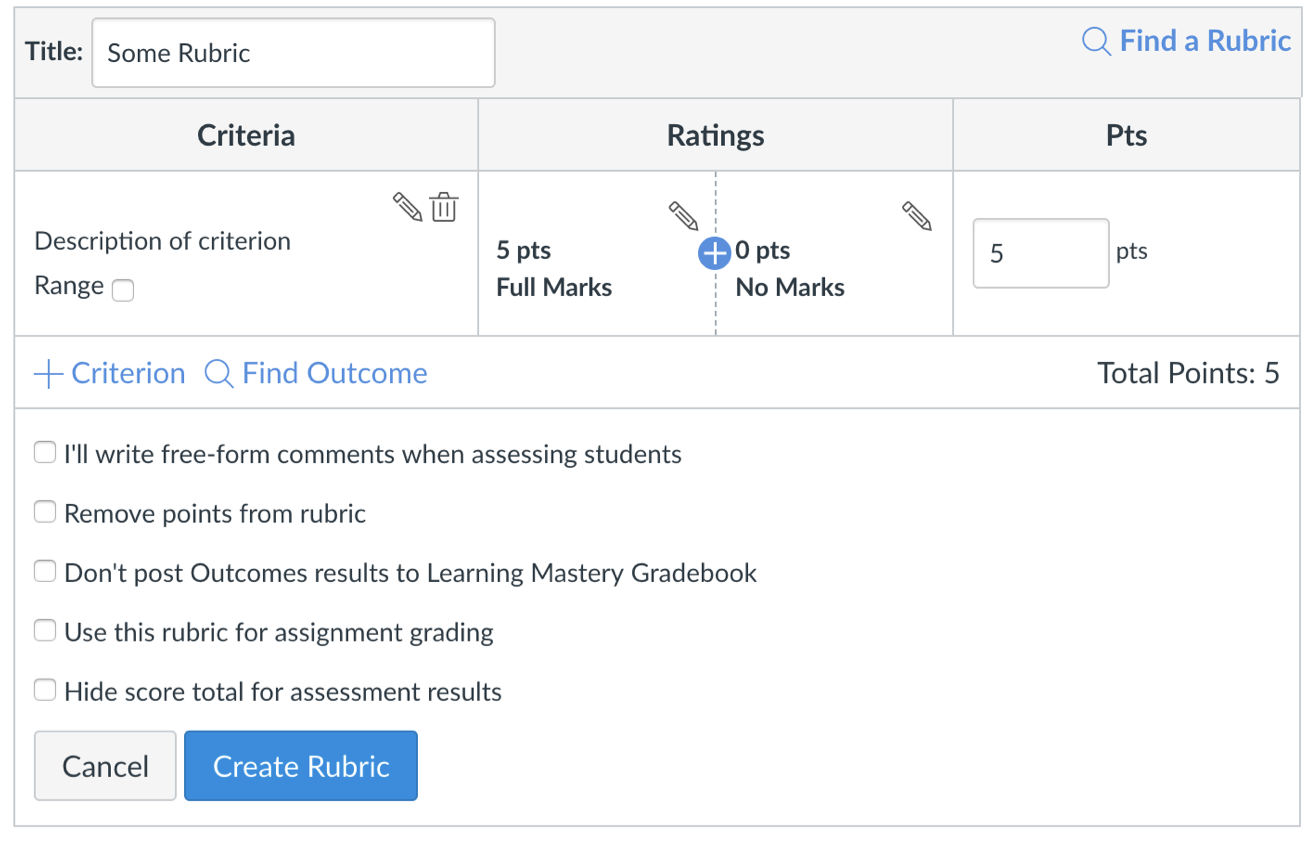 Title: Some Rubric Find a Rubric
Criteria Ratings Pts
Description of criterion
Range
5 pts
Full Marks
0 pts
No Marks
5 pts
Criterion Find Outcome Total Points: 5
I'll write free-form comments when assessing students
Remove points from rubric
Don't post Outcomes results to Learning Mastery Gradebook
Use this rubric for assignment grading
Hide score total for assessment results
Cancel Create Rubric